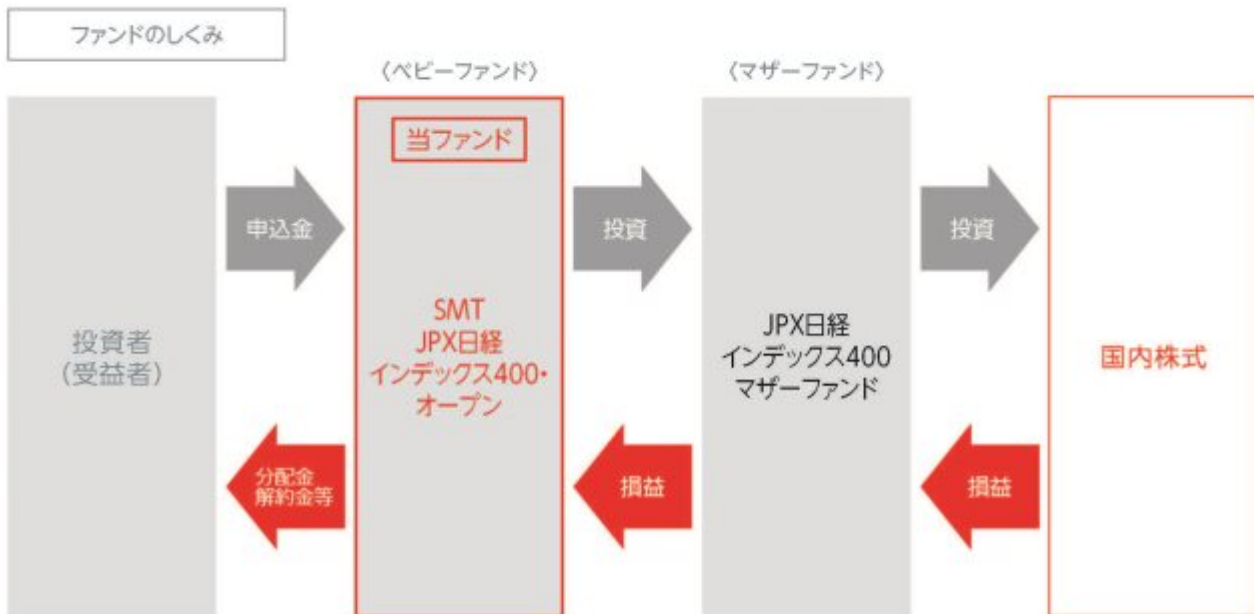 ファンドのしくみ
〈ベビーファンド〉
〈マザーファンド〉
当ファンド
申込金
投資
投資
投資者
(受益者)
SMT
JPX日経
インデックス400・
オープン
JPX日経
インデックス400
マザーファンド
国内株式
分配金
解約金等
損益
損益